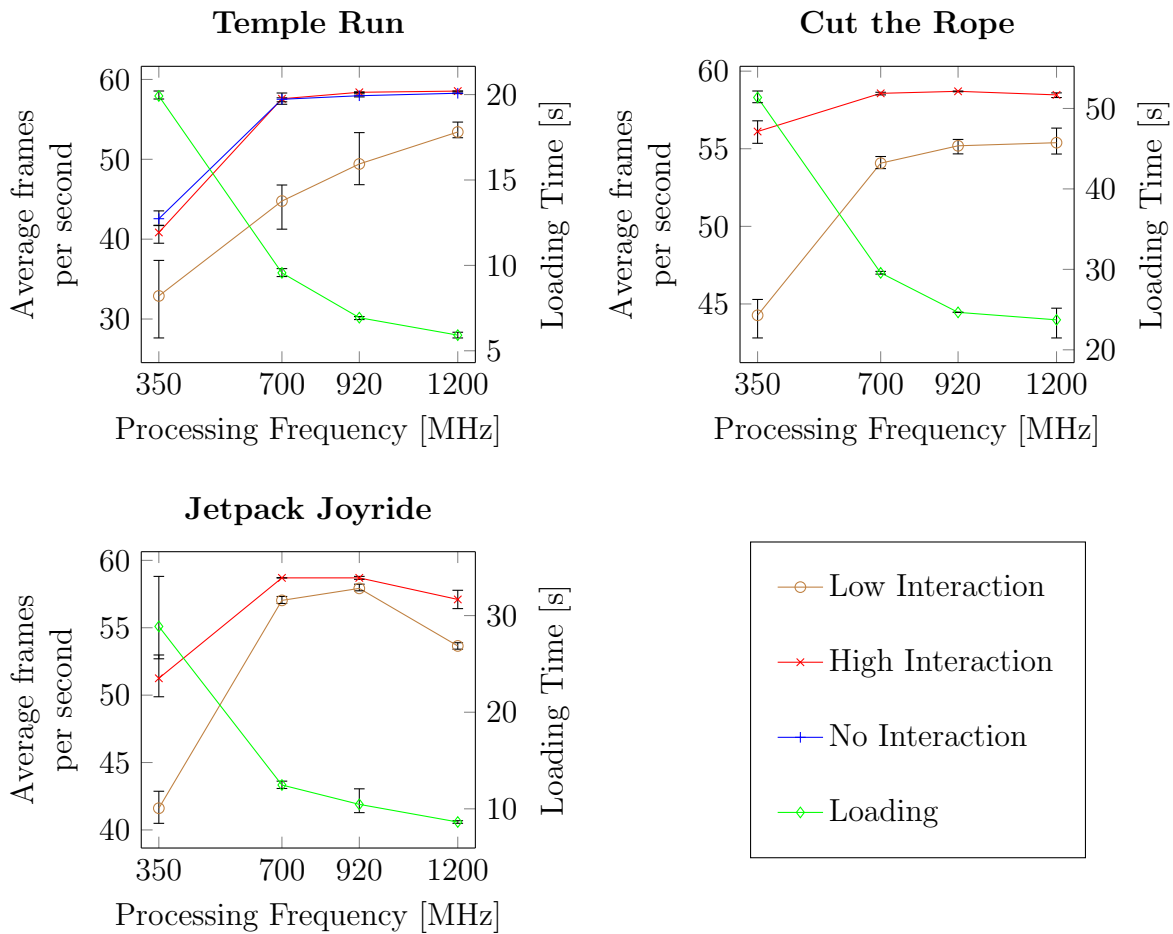 Temple Run
60
50
40
30
20
15
10
5
350
700
920
1200
Average frames
per second
Loading Time [s]
Processing Frequency [MHz]
Cut the Rope
60
55
50
45
50
40
30
20
350
700
920
1200
Average frames
per second
Loading Time [s]
Processing Frequency [MHz]
Jetpack Joyride
60
55
50
45
40
30
20
10
350
700
920
1200
Average frames
per second
Loading Time [s]
Processing Frequency [MHz]
Low Interaction
High Interaction
No Interaction
Loading